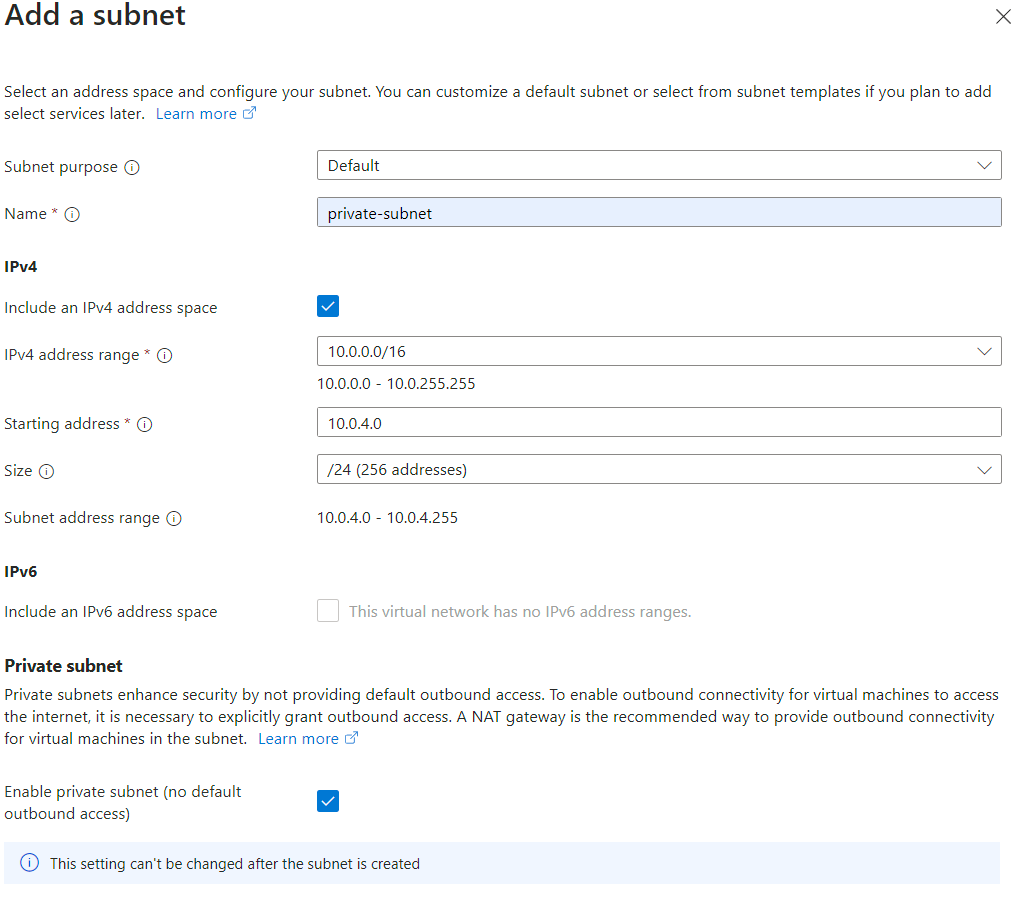 Add a subnet
Select an address space and configure your subnet. You can customize a default subnet or select from subnet templates if you plan to add
select services later. Learn more
Subnet purpose
Default
Name *
private-subnet
IPv4
Include an IPv4 address space
IPv4 address range *
10.0.0.0/16
10.0.0.0 - 10.0.255.255
Starting address *
10.0.4.0
Size
/24 (256 addresses)
Subnet address range
10.0.4.0 - 10.0.4.255
IPv6
Include an IPv6 address space
This virtual network has no IPv6 address ranges.
Private subnet
Private subnets enhance security by not providing default outbound access. To enable outbound connectivity for virtual machines to access
the internet, it is necessary to explicitly grant outbound access. A NAT gateway is the recommended way to provide outbound connectivity
for virtual machines in the subnet. Learn more
Enable private subnet (no default
outbound access)
This setting can't be changed after the subnet is created